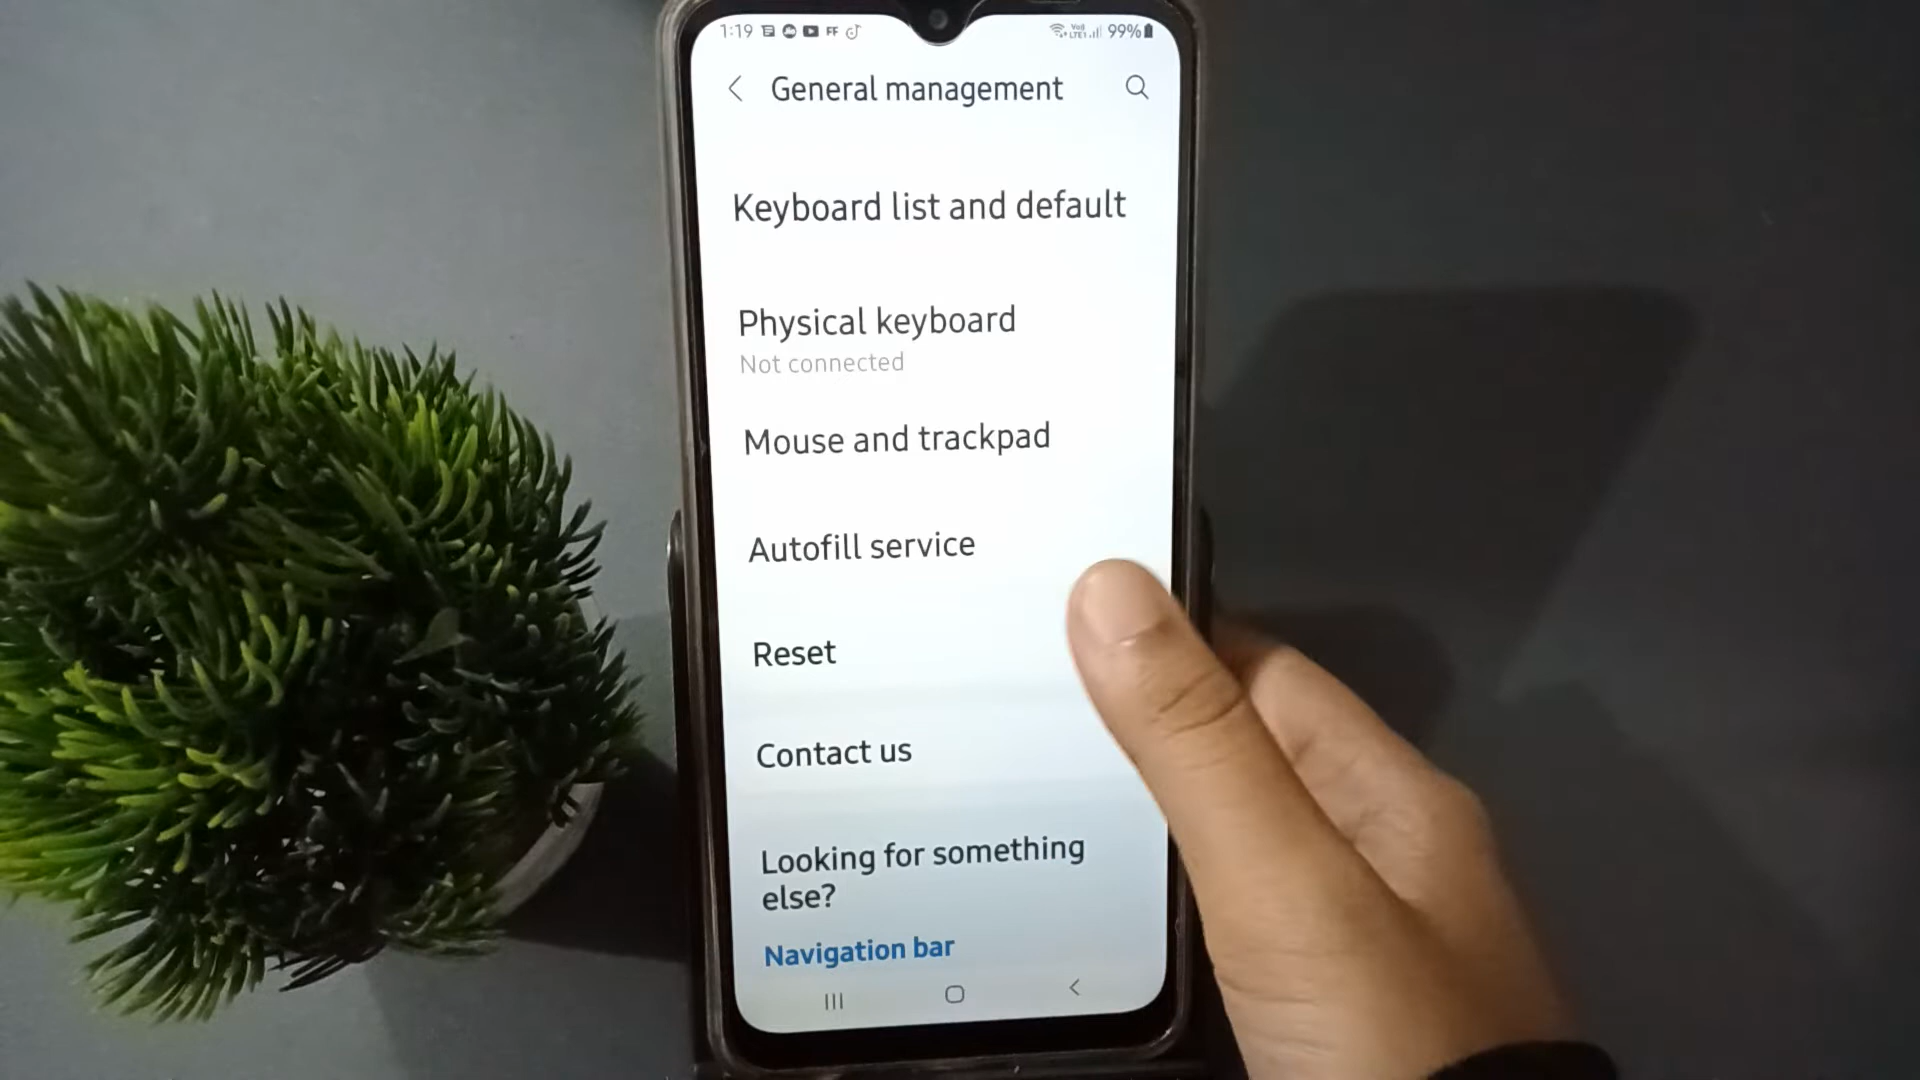 1:19 FF 99%
General management
Keyboard list and default
Physical keyboard
Not connected
Mouse and trackpad
Autofill service
Reset
Contact us
Looking for something
else?
Navigation bar